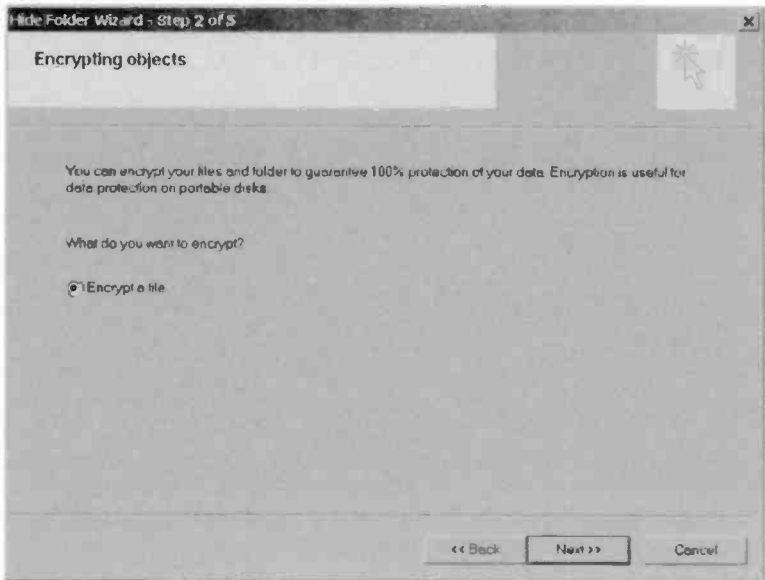 Hide Folder Wizard - Step 2 of 5
Encrypting objects
You can encrypt your files and folder to guarantee 100% protection of your data. Encryption is useful for
data protection on portable disks.
What do you want to encrypt?
Encrypt a file
<< Back
Next >>
Cancel